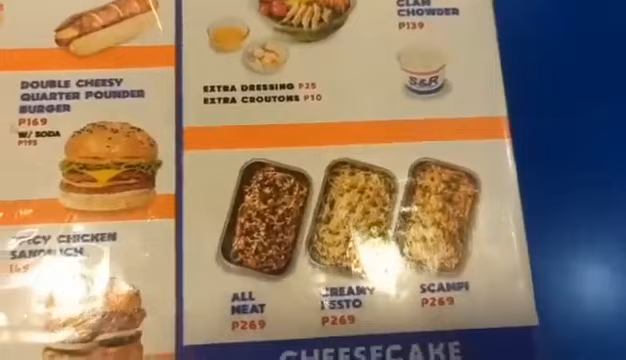 DOUBLE CHEESY
QUARTER POUNDER
BURGER
P169
W/ SODA
P195
CHICKEN
CLAM
CHOWDER
P139
S&R
EXTRA DRESSING P25
EXTRA CROUTONS P10
ALL
MEAT
P269
CREAMY
PESTO
P269
SCAMPI
P269
CHEESECAKE